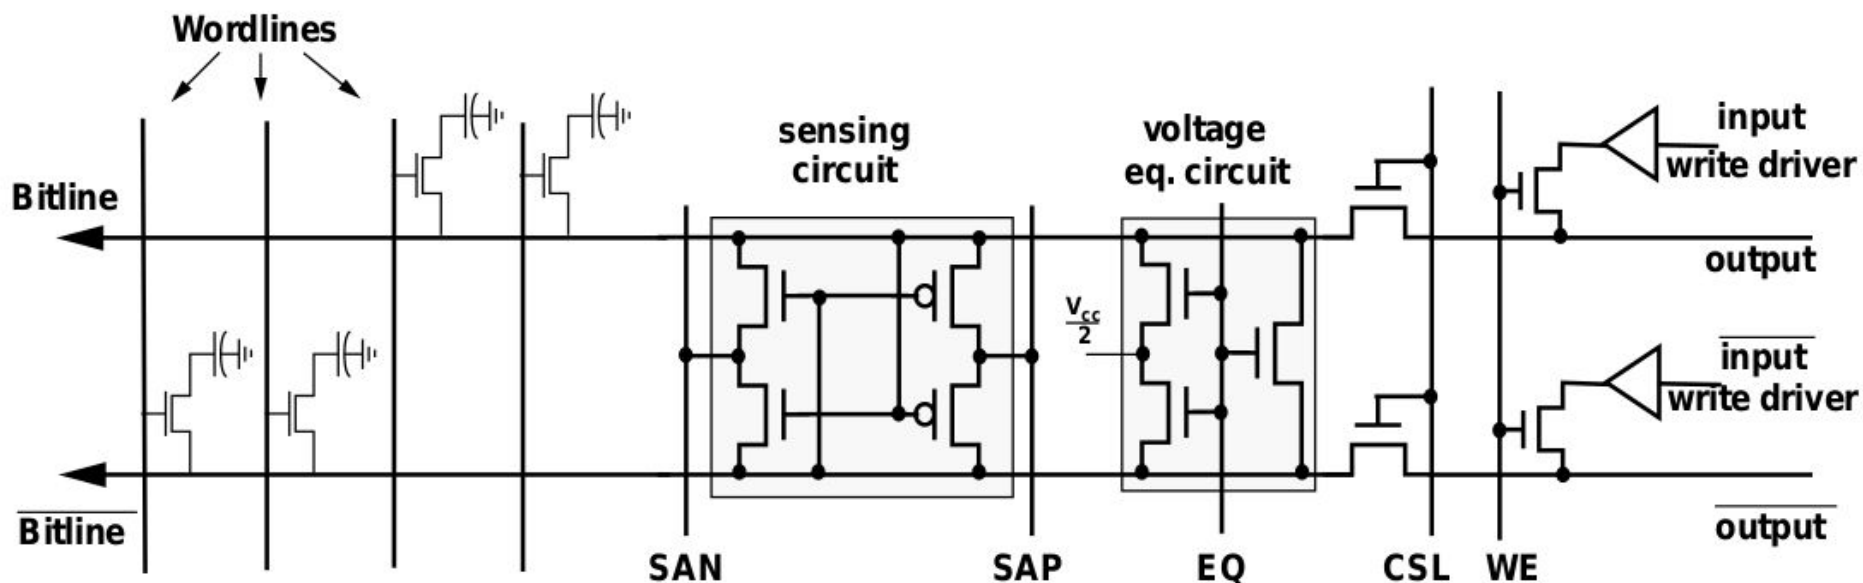 Wordlines
sensing
circuit
voltage
eq. circuit
input
write driver
Bitline
output
Vcc
2
input
write driver
Bitline
output
SAN
SAP
EQ
CSL
WE